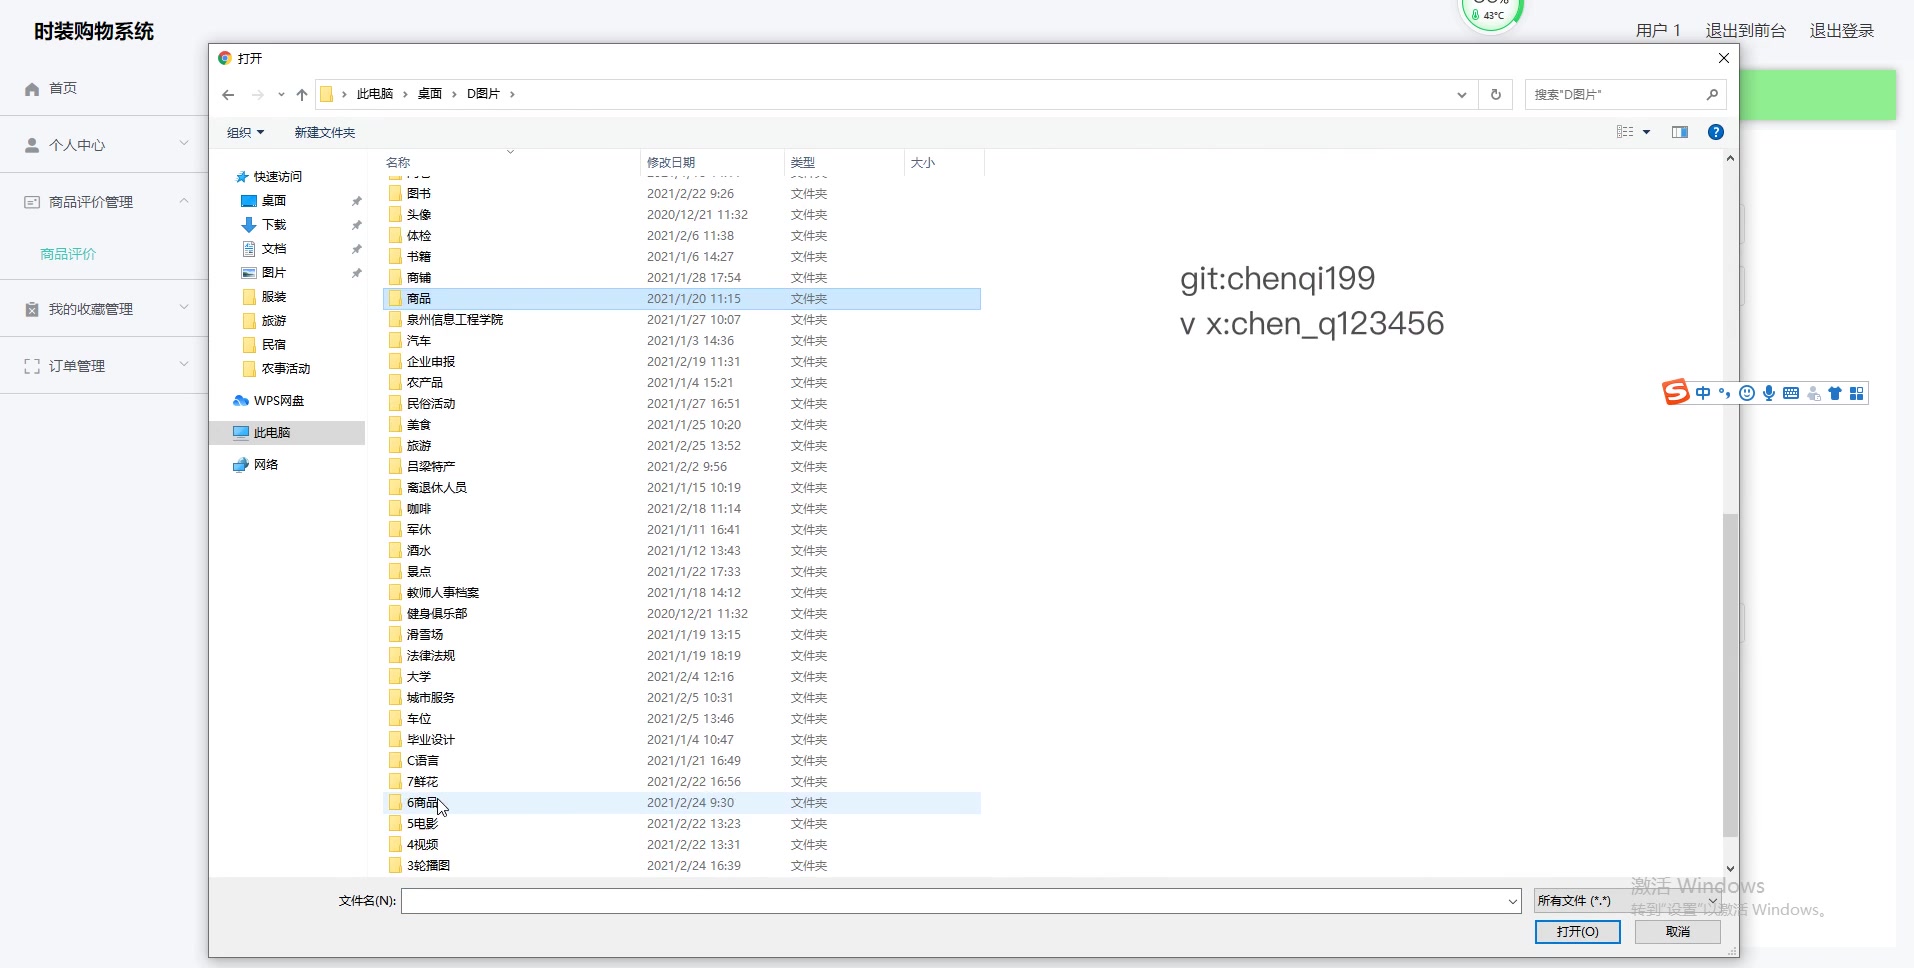 时装购物系统
43°C
用户 1 退出到前台 退出登录
打开
首页
个人中心
商品评价管理
商品评价
我的收藏管理
订单管理
此电脑 桌面 D图片
搜索"D图片"
组织 新建文件夹
快速访问
桌面
下载
文档
图片
服装
旅游
民宿
农事活动
WPS网盘
此电脑
网络
名称 修改日期 类型 大小
图书 2021/2/22 9:26 文件夹
头像 2020/12/21 11:32 文件夹
体检 2021/2/6 11:38 文件夹
书籍 2021/1/6 14:27 文件夹
商铺 2021/1/28 17:54 文件夹
商品 2021/1/20 11:15 文件夹
泉州信息工程学院 2021/1/27 10:07 文件夹
汽车 2021/1/3 14:36 文件夹
企业申报 2021/2/19 11:31 文件夹
农产品 2021/1/4 15:21 文件夹
民俗活动 2021/1/27 16:51 文件夹
美食 2021/1/25 10:20 文件夹
旅游 2021/2/25 13:52 文件夹
吕梁特产 2021/2/2 9:56 文件夹
离退休人员 2021/1/15 10:19 文件夹
咖啡 2021/2/18 11:14 文件夹
军休 2021/1/11 16:41 文件夹
酒水 2021/1/12 13:43 文件夹
景点 2021/1/22 17:33 文件夹
教师人事档案 2021/1/18 14:12 文件夹
健身俱乐部 2020/12/21 11:32 文件夹
滑雪场 2021/1/19 13:15 文件夹
法律法规 2021/1/19 18:19 文件夹
大学 2021/2/4 12:16 文件夹
城市服务 2021/2/5 10:31 文件夹
车位 2021/2/5 13:46 文件夹
毕业设计 2021/1/4 10:47 文件夹
C语言 2021/1/21 16:49 文件夹
7鲜花 2021/2/22 16:56 文件夹
6商品 2021/2/24 9:30 文件夹
5电影 2021/2/22 13:23 文件夹
4视频 2021/2/22 13:31 文件夹
3轮播图 2021/2/24 16:39 文件夹
git:chenqi199
v x:chen_q123456
中
文件名(N):
所有文件 (*.*)
打开(O) 取消
激活 Windows
转到"设置"以激活 Windows。